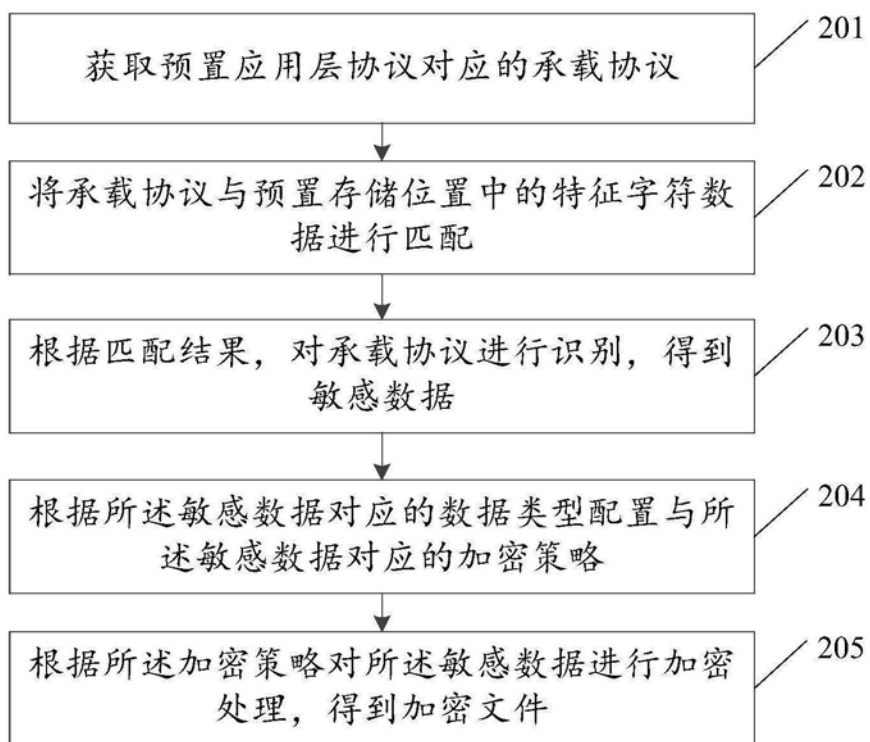 获取预置应用层协议对应的承载协议
201
将承载协议与预置存储位置中的特征字符数
据进行匹配
202
根据匹配结果，对承载协议进行识别，得到
敏感数据
203
根据所述敏感数据对应的数据类型配置与所
述敏感数据对应的加密策略
204
根据所述加密策略对所述敏感数据进行加密
处理，得到加密文件
205